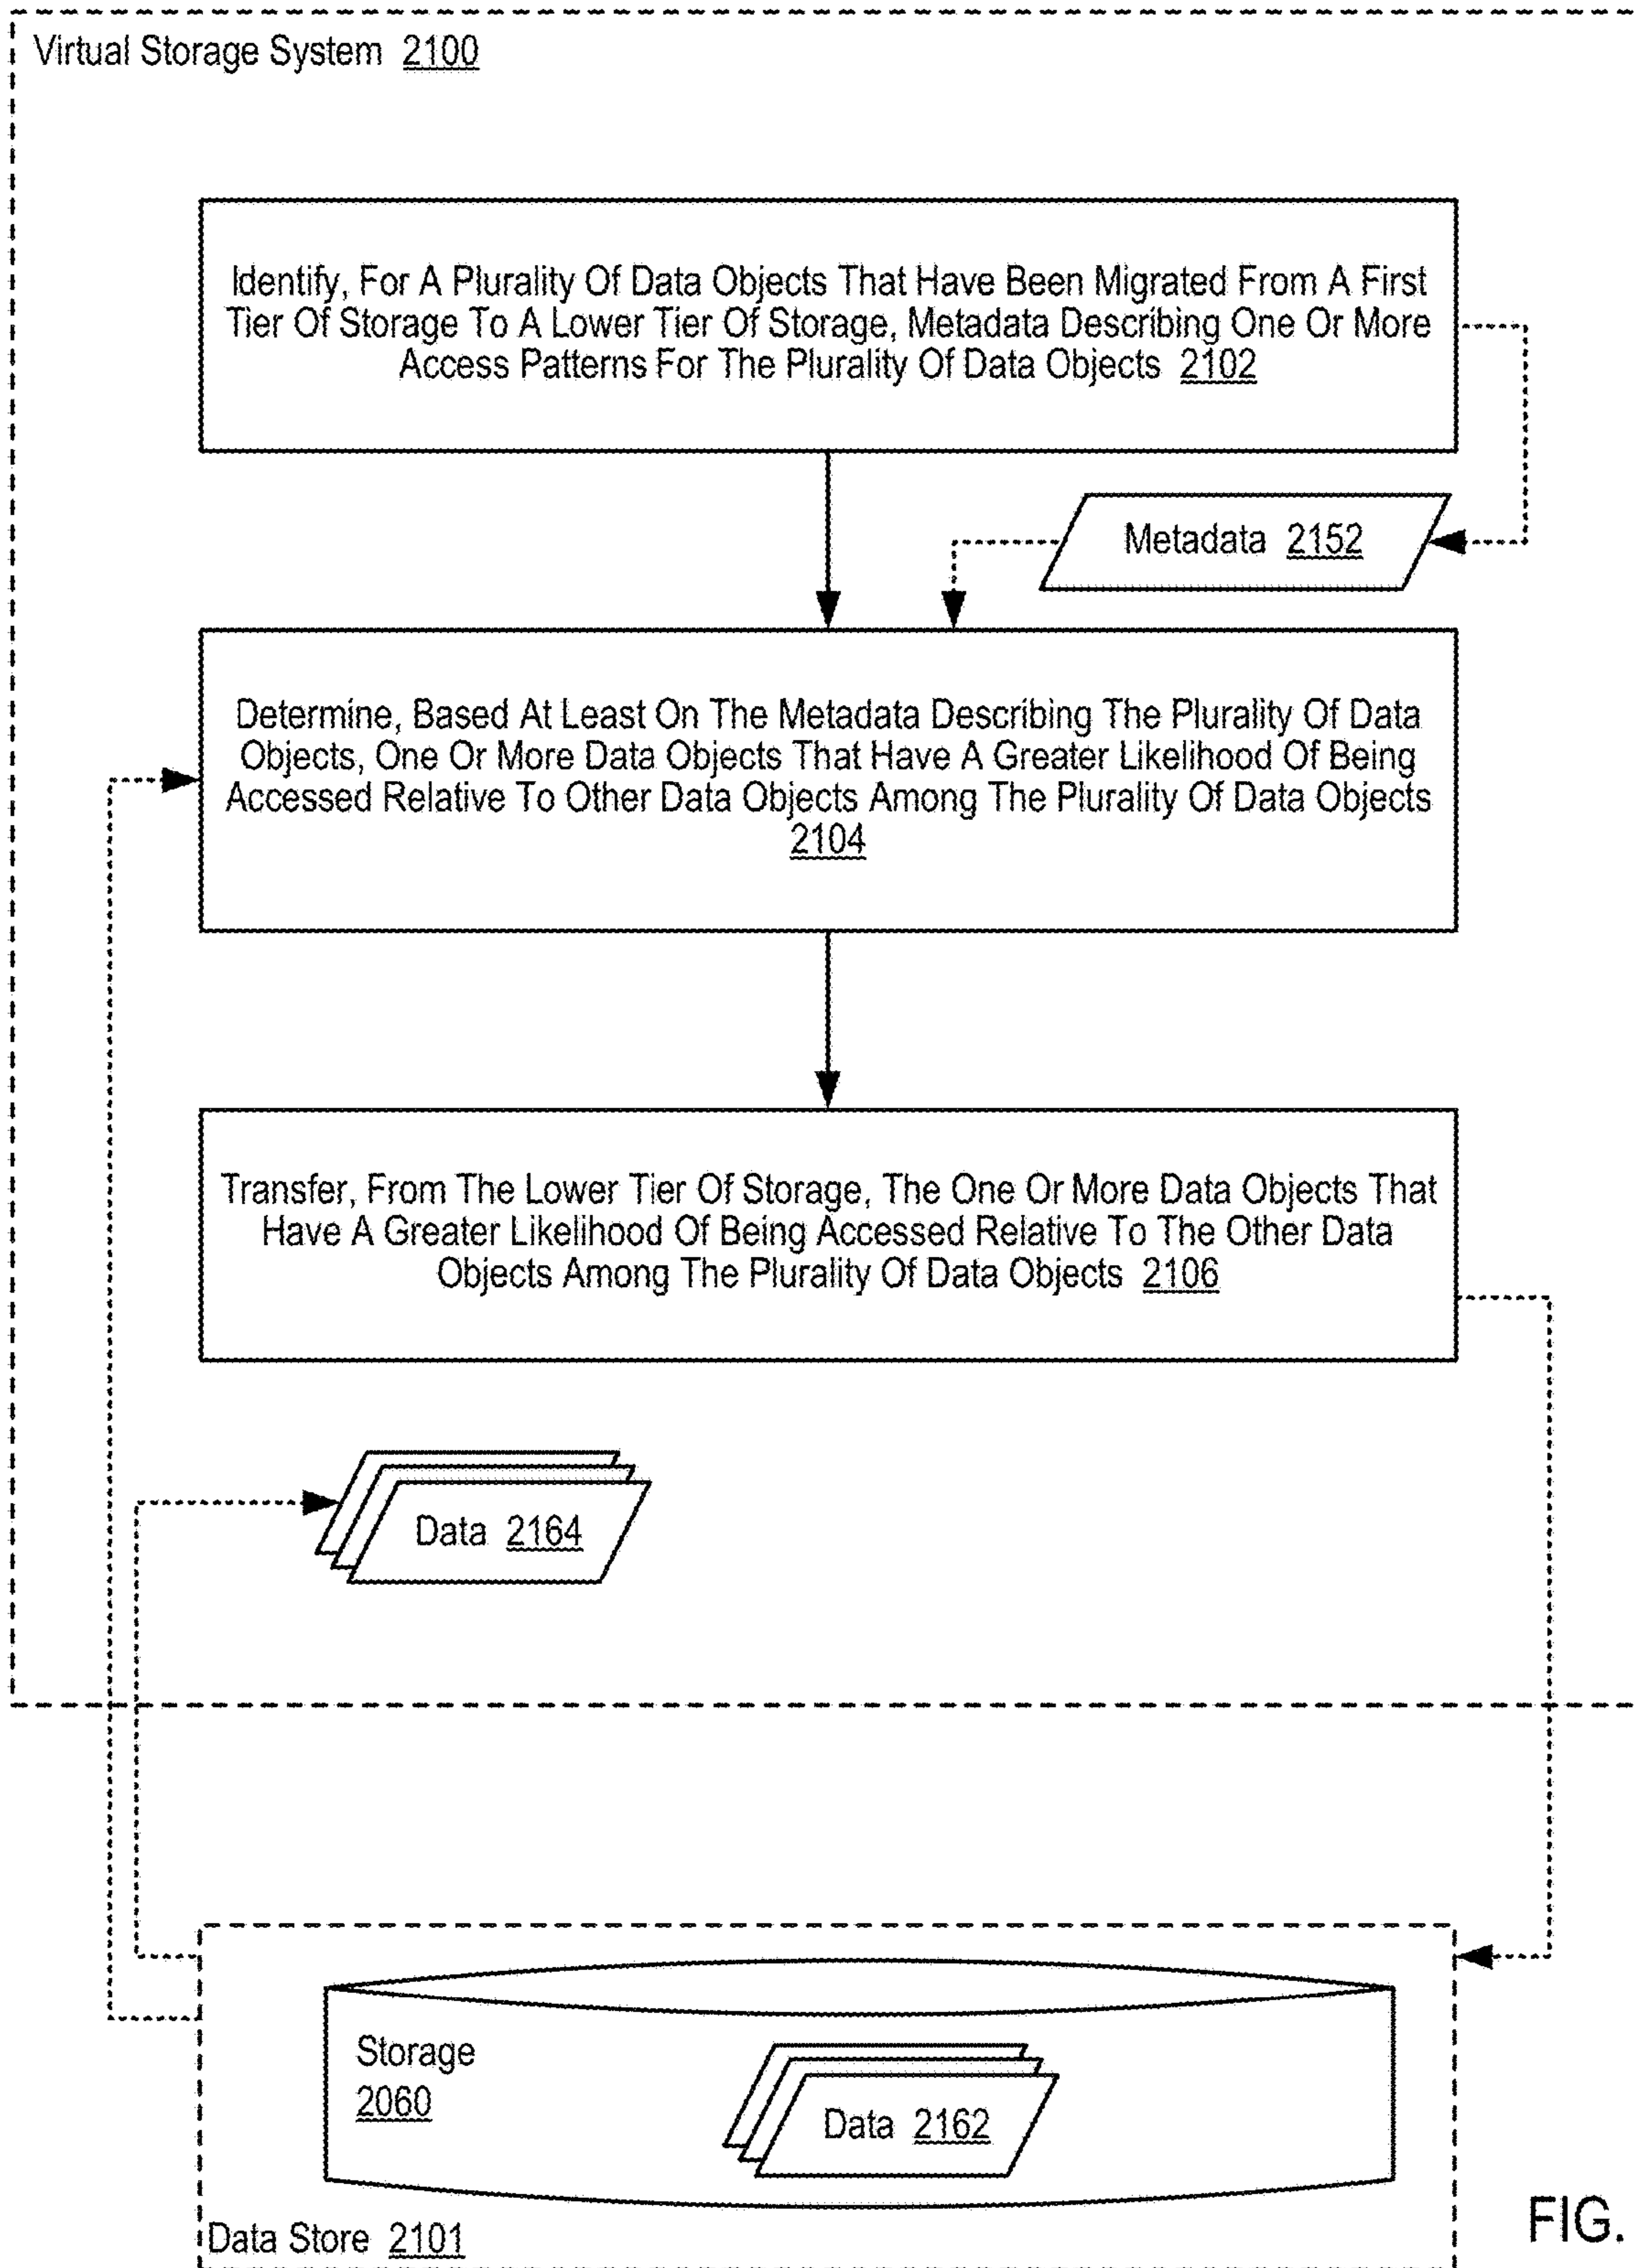 Virtual Storage System 2100
Identify, For A Plurality Of Data Objects That Have Been Migrated From A First
Tier Of Storage To A Lower Tier Of Storage, Metadata Describing One Or More
Access Patterns For The Plurality Of Data Objects 2102
Metadata 2152
Determine, Based At Least On The Metadata Describing The Plurality Of Data
Objects, One Or More Data Objects That Have A Greater Likelihood Of Being
Accessed Relative To Other Data Objects Among The Plurality Of Data Objects
2104
Transfer, From The Lower Tier Of Storage, The One Or More Data Objects That
Have A Greater Likelihood Of Being Accessed Relative To The Other Data
Objects Among The Plurality Of Data Objects 2106
Data 2164
Storage
2060
Data 2162
Data Store 2101
FIG.